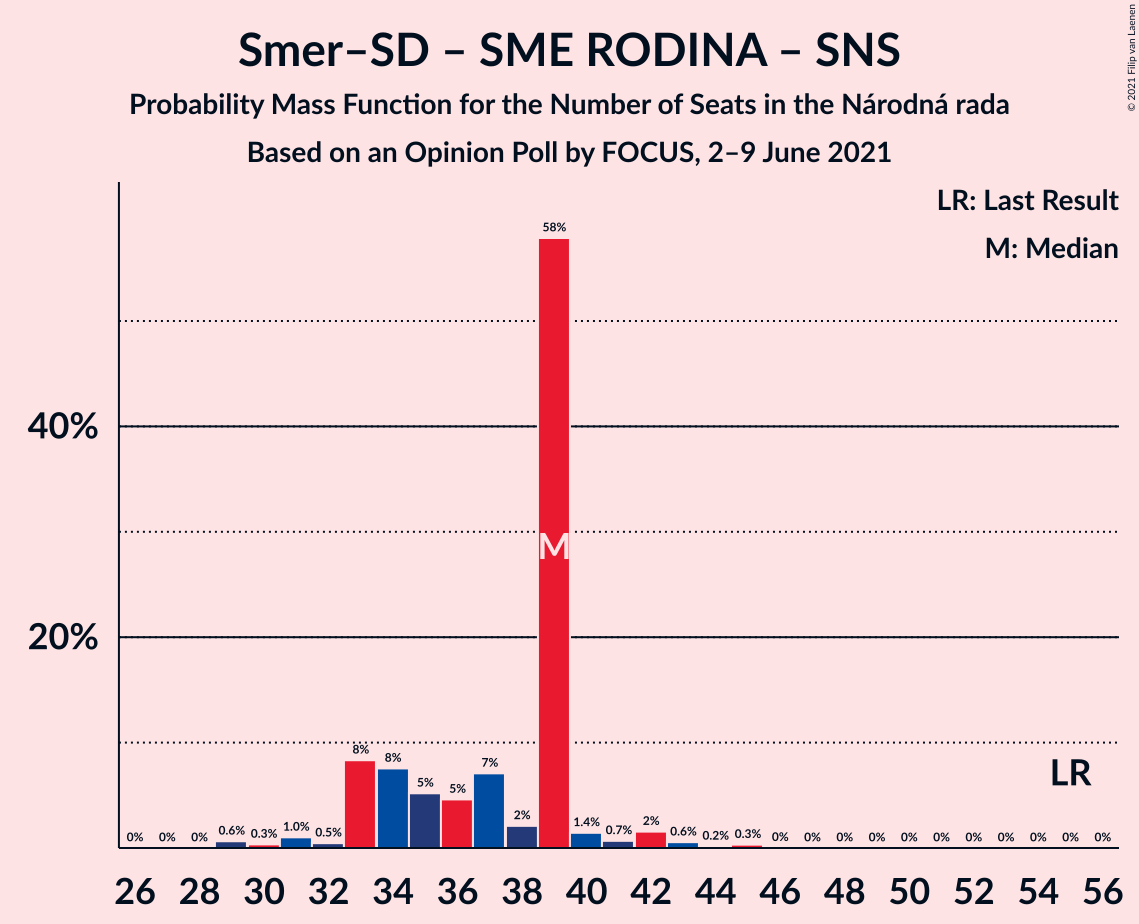 Smer–SD – SME RODINA – SNS
Probability Mass Function for the Number of Seats in the Národná rada
Based on an Opinion Poll by FOCUS, 2–9 June 2021
© 2021 Filip van Laenen
LR: Last Result
M: Median
58%
40%
M
20%
LR
0% 0% 0% 0.6% 0.3% 1.0% 0.5% 8% 8% 5% 5% 7% 2% 1.4% 0.7% 2% 0.6% 0.2% 0.3% 0% 0% 0% 0% 0% 0% 0% 0% 0% 0% 0%
26 28 30 32 34 36 38 40 42 44 46 48 50 52 54 56